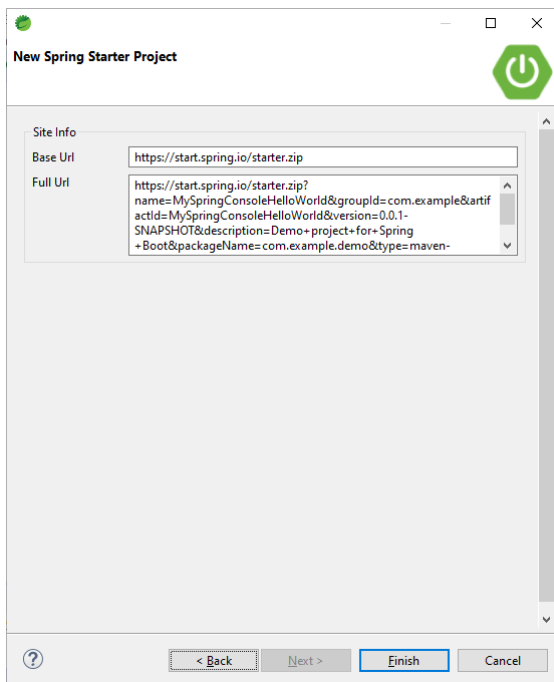 New Spring Starter Project
Site Info
Base Url
https://start.spring.io/starter.zip
Full Url
https://start.spring.io/starter.zip?
name=MySpringConsoleHelloWorld&groupId=com.example&artif
actId=MySpringConsoleHelloWorld&version=0.0.1-
SNAPSHOT&description=Demo+project+for+Spring
+Boot&packageName=com.example.demo&type=maven-
< Back
Next >
Finish
Cancel